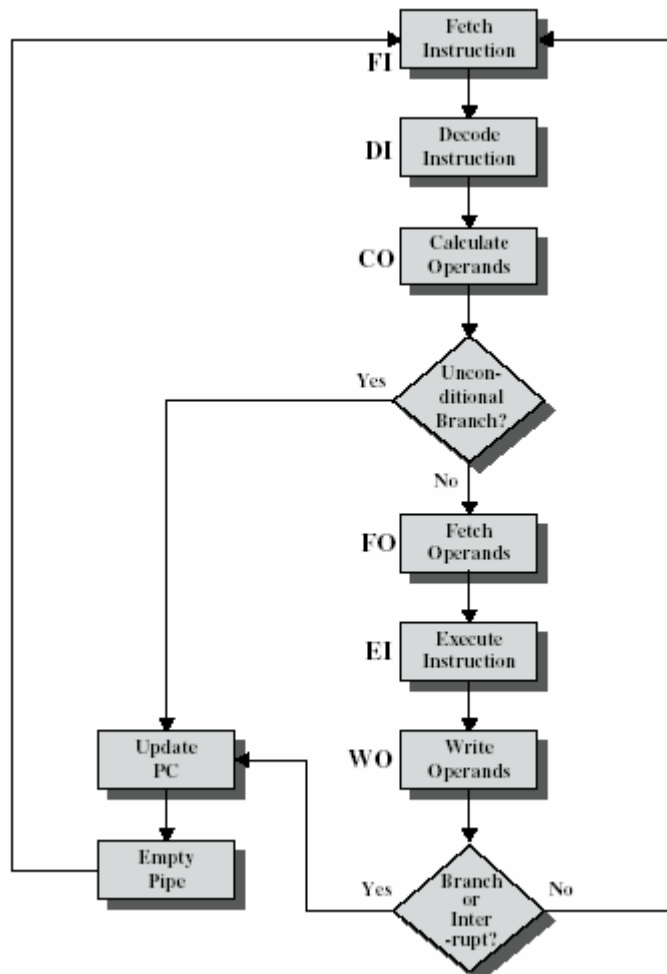 Fetch
Instruction
FI
Decode
DI
Instruction
CO
Calculate
Operands
Yes
Uncon-
ditional
Branch?
No
FO
Fetch
Operands
EI
Execute
Instruction
Update
PC
WO
Write
Operands
Empty
Pipe
Yes
Branch
or
Inter
-rupt?
No